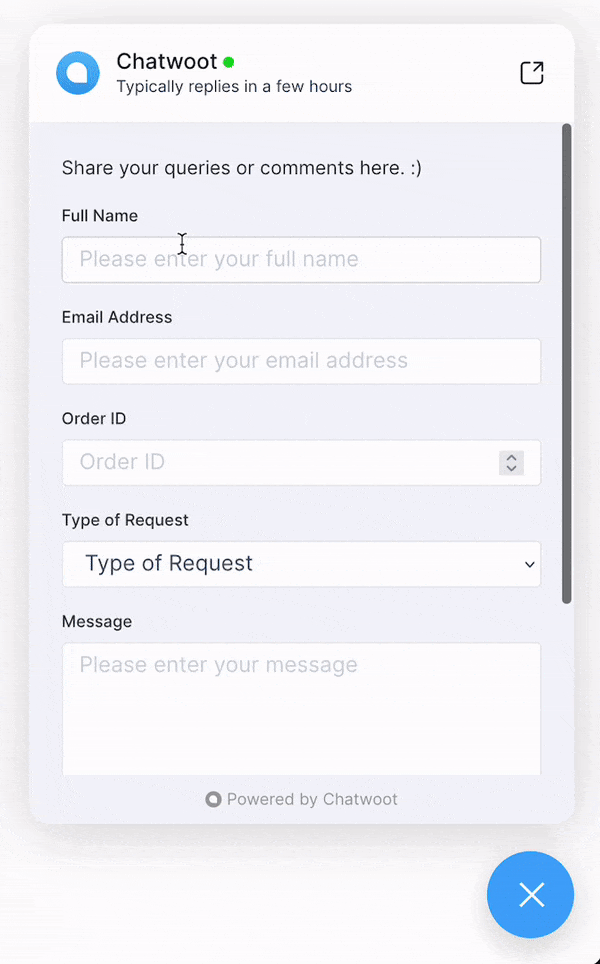 Chatwoot
Typically replies in a few hours
Share your queries or comments here. :)
Full Name
Please enter your full name
Email Address
Please enter your email address
Order ID
Order ID
Type of Request
Type of Request
Message
Please enter your message
Powered by Chatwoot